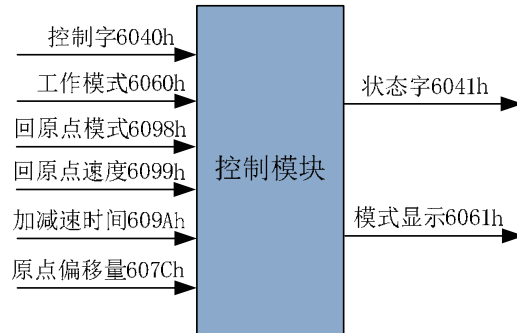 控制字6040h
工作模式6060h
回原点模式6098h
回原点速度6099h
加减速时间609Ah
原点偏移量607Ch
控制模块
状态字6041h
模式显示6061h